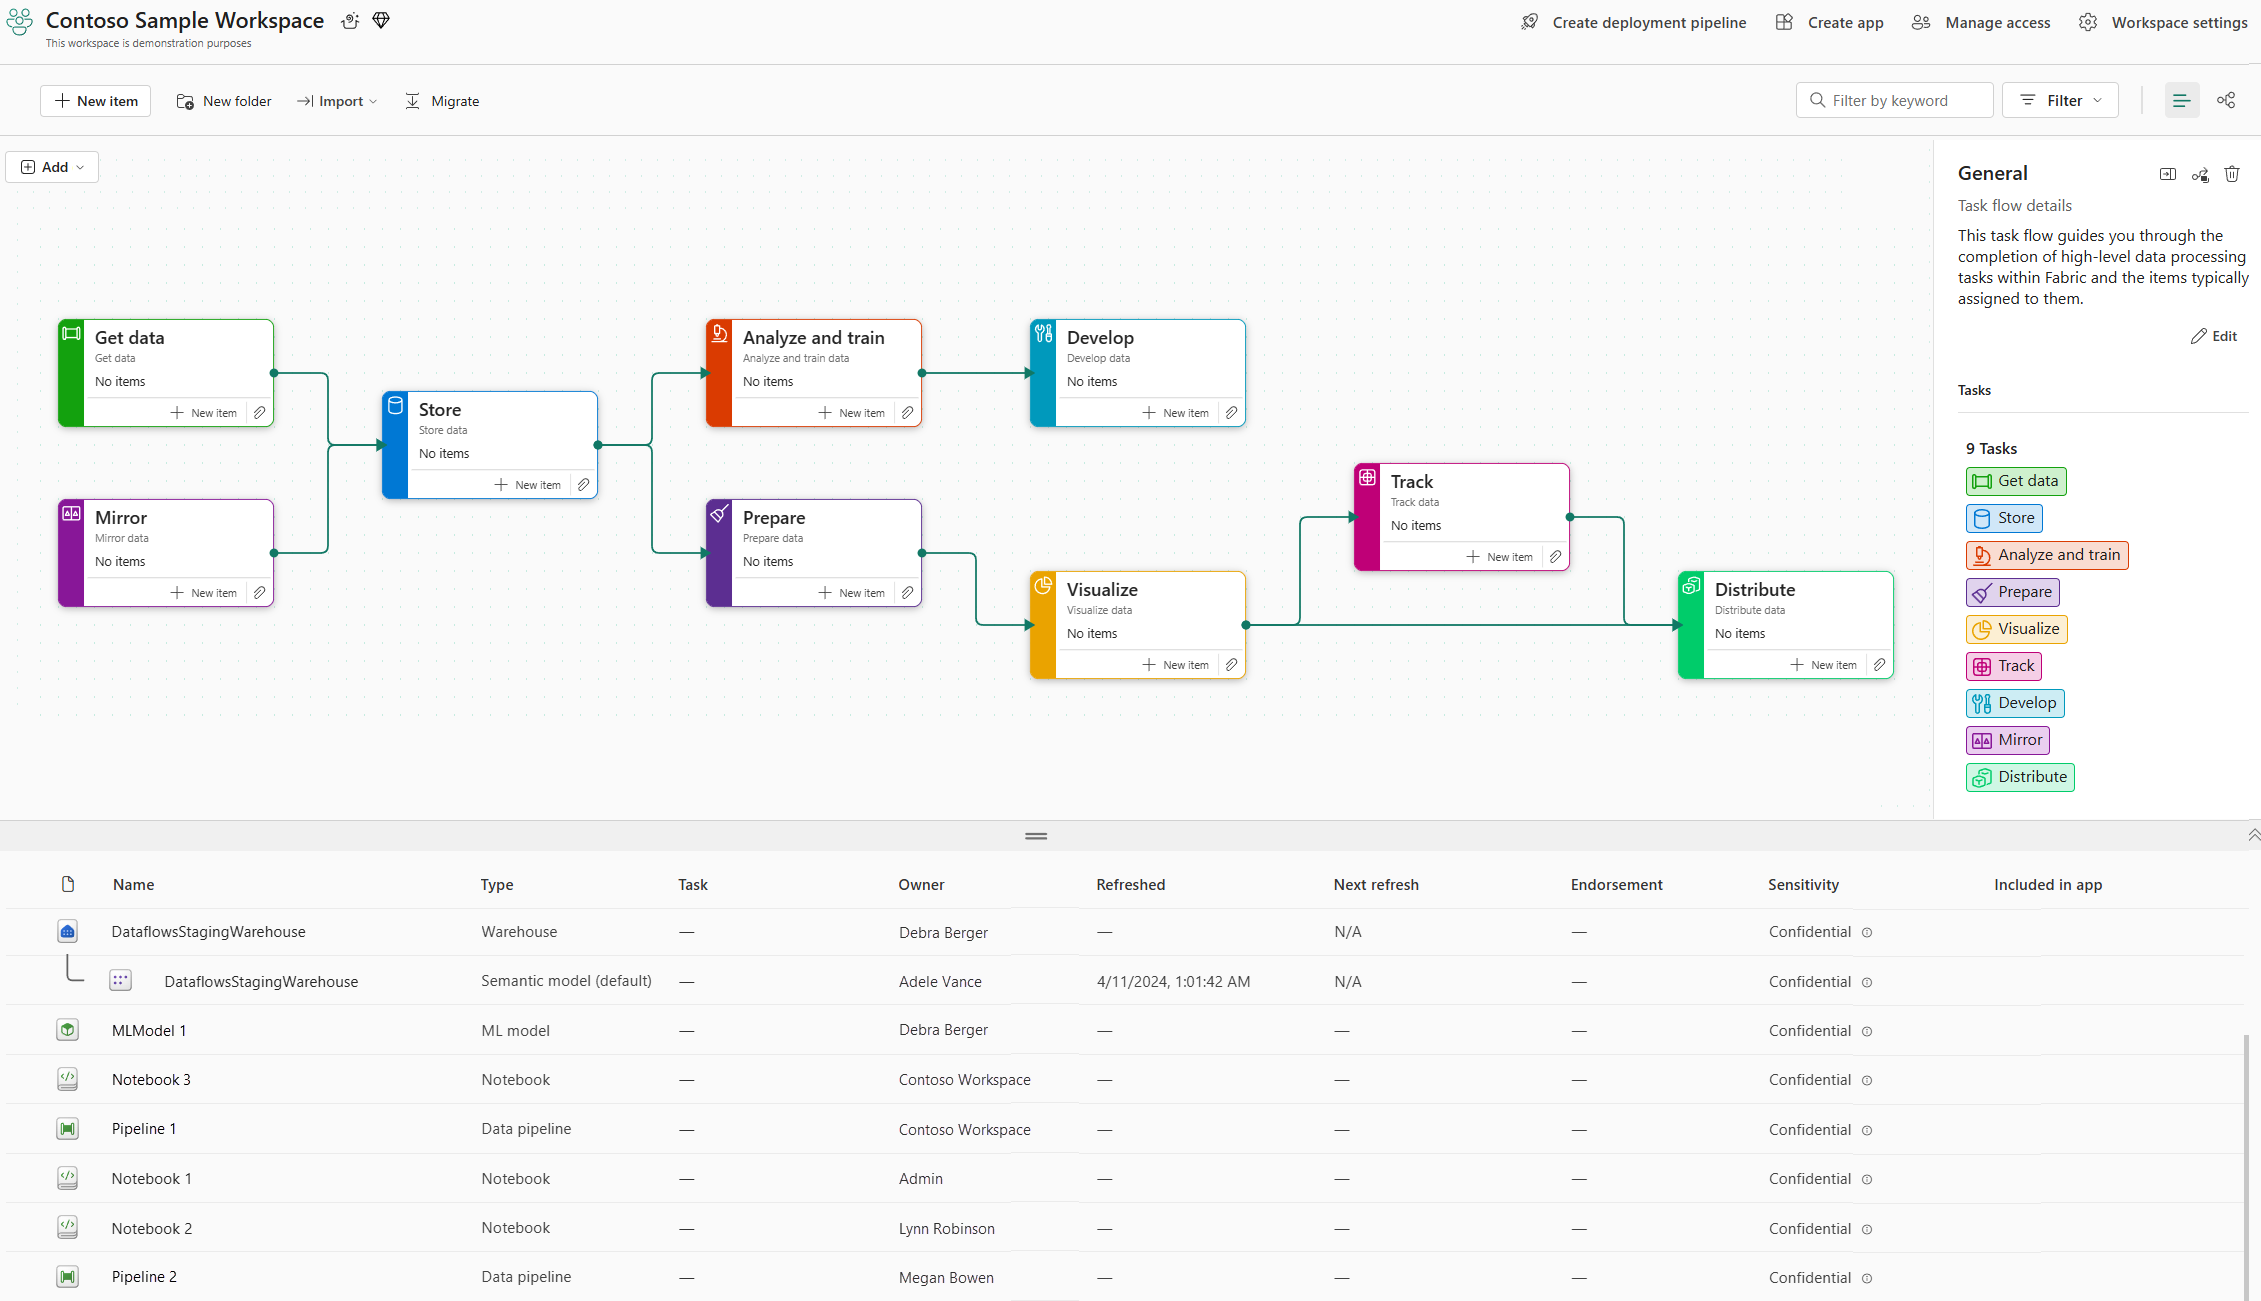 Contoso Sample Workspace
This workspace is demonstration purposes
Create deployment pipeline
Create app
Manage access
Workspace settings
New item
New folder
Import
Migrate
Filter by keyword
Filter
Add
Get data
Get data
No items
New item
Mirror
Mirror data
No items
New item
Store
Store data
No items
New item
Analyze and train
Analyze and train data
No items
New item
Prepare
Prepare data
No items
New item
Develop
Develop data
No items
New item
Visualize
Visualize data
No items
New item
Track
Track data
No items
New item
Distribute
Distribute data
No items
New item
General
Task flow details
This task flow guides you through the
completion of high-level data processing
tasks within Fabric and the items typically
assigned to them.
Edit
Tasks
9 Tasks
Get data
Store
Analyze and train
Prepare
Visualize
Track
Develop
Mirror
Distribute
Name Type Task Owner Refreshed Next refresh Endorsement Sensitivity Included in app
DataflowsStagingWarehouse Warehouse — Debra Berger — N/A — Confidential
DataflowsStagingWarehouse Semantic model (default) — Adele Vance 4/11/2024, 1:01:42 AM N/A — Confidential
MLModel 1 ML model — Debra Berger — — — Confidential
Notebook 3 Notebook — Contoso Workspace — — — Confidential
Pipeline 1 Data pipeline — Contoso Workspace — — — Confidential
Notebook 1 Notebook — Admin — — — Confidential
Notebook 2 Notebook — Lynn Robinson — — — Confidential
Pipeline 2 Data pipeline — Megan Bowen — — — Confidential